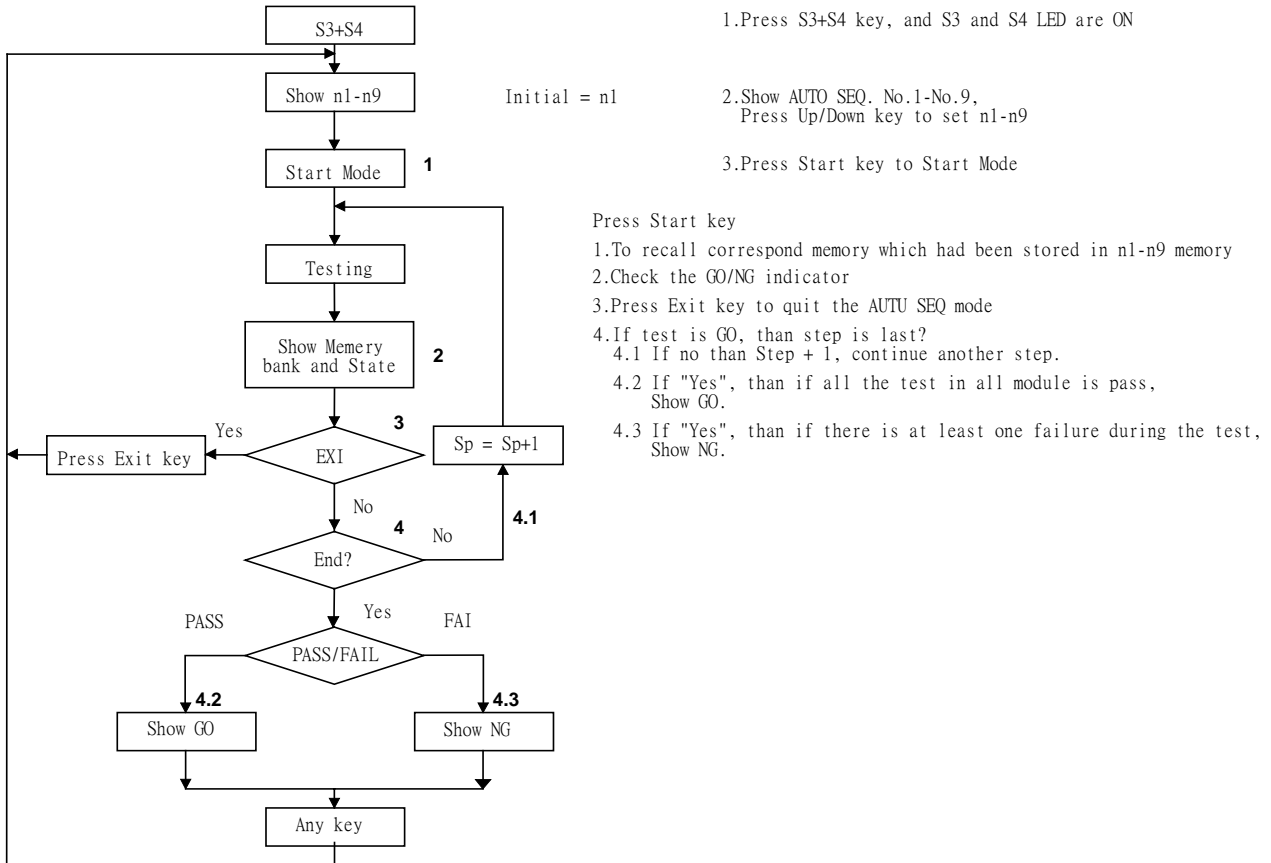 S3+S4
1.Press S3+S4 key, and S3 and S4 LED are ON
Show n1-n9
Initial = n1
2.Show AUTO SEQ. No.1-No.9,
Press Up/Down key to set n1-n9
Start Mode
1
3.Press Start key to Start Mode
Press Start key
1.To recall correspond memory which had been stored in n1-n9 memory
2.Check the GO/NG indicator
3.Press Exit key to quit the AUTU SEQ mode
4.If test is GO, than step is last?
4.1 If no than Step + 1, continue another step.
4.2 If "Yes", than if all the test in all module is pass,
Show GO.
4.3 If "Yes", than if there is at least one failure during the test,
Show NG.
Testing
Show Memery
bank and State
2
3
Yes
Press Exit key
EXI
Sp = Sp+1
No
4
No
4.1
End?
Yes
PASS
FAI
PASS/FAIL
4.2
4.3
Show GO
Show NG
Any key